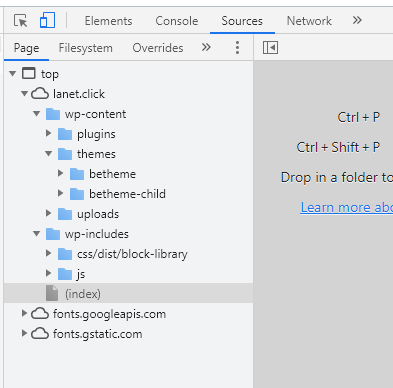 Elements Console Sources Network »
Page Filesystem Overrides »
top
lanet.click
wp-content
plugins
themes
betheme
betheme-child
uploads
wp-includes
css/dist/block-library
js
(index)
fonts.googleapis.com
fonts.gstatic.com
Ctrl + P
Ctrl + Shift + P
Drop in a folder to
Learn more abo